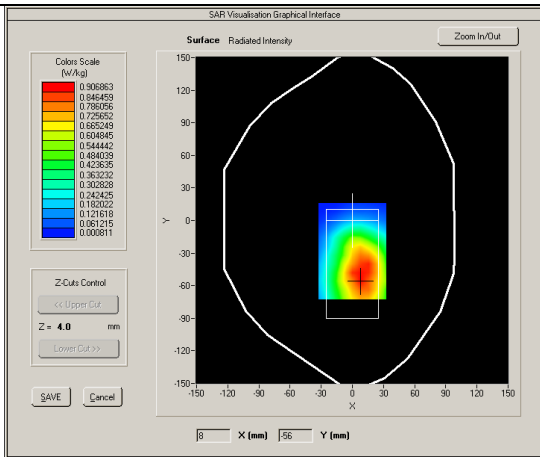 SAR Visualisation Graphical Interface
Surface Radiated Intensity
Zoom In/Out
Colors Scale
(W/kg)
0.906863
0.846459
0.786056
0.725652
0.665249
0.604845
0.544442
0.484039
0.423635
0.363232
0.302828
0.242425
0.182022
0.121618
0.061215
0.000811
Z-Cuts Control
<< Upper Cut
Z = 4.0 mm
Lower Cut >>
SAVE Cancel
150
120
90
60
30
0
-30
-60
-90
-120
-150
Y
-150 -120 -90 -60 -30 0 30 60 90 120 150
X
8 X (mm) -56 Y (mm)